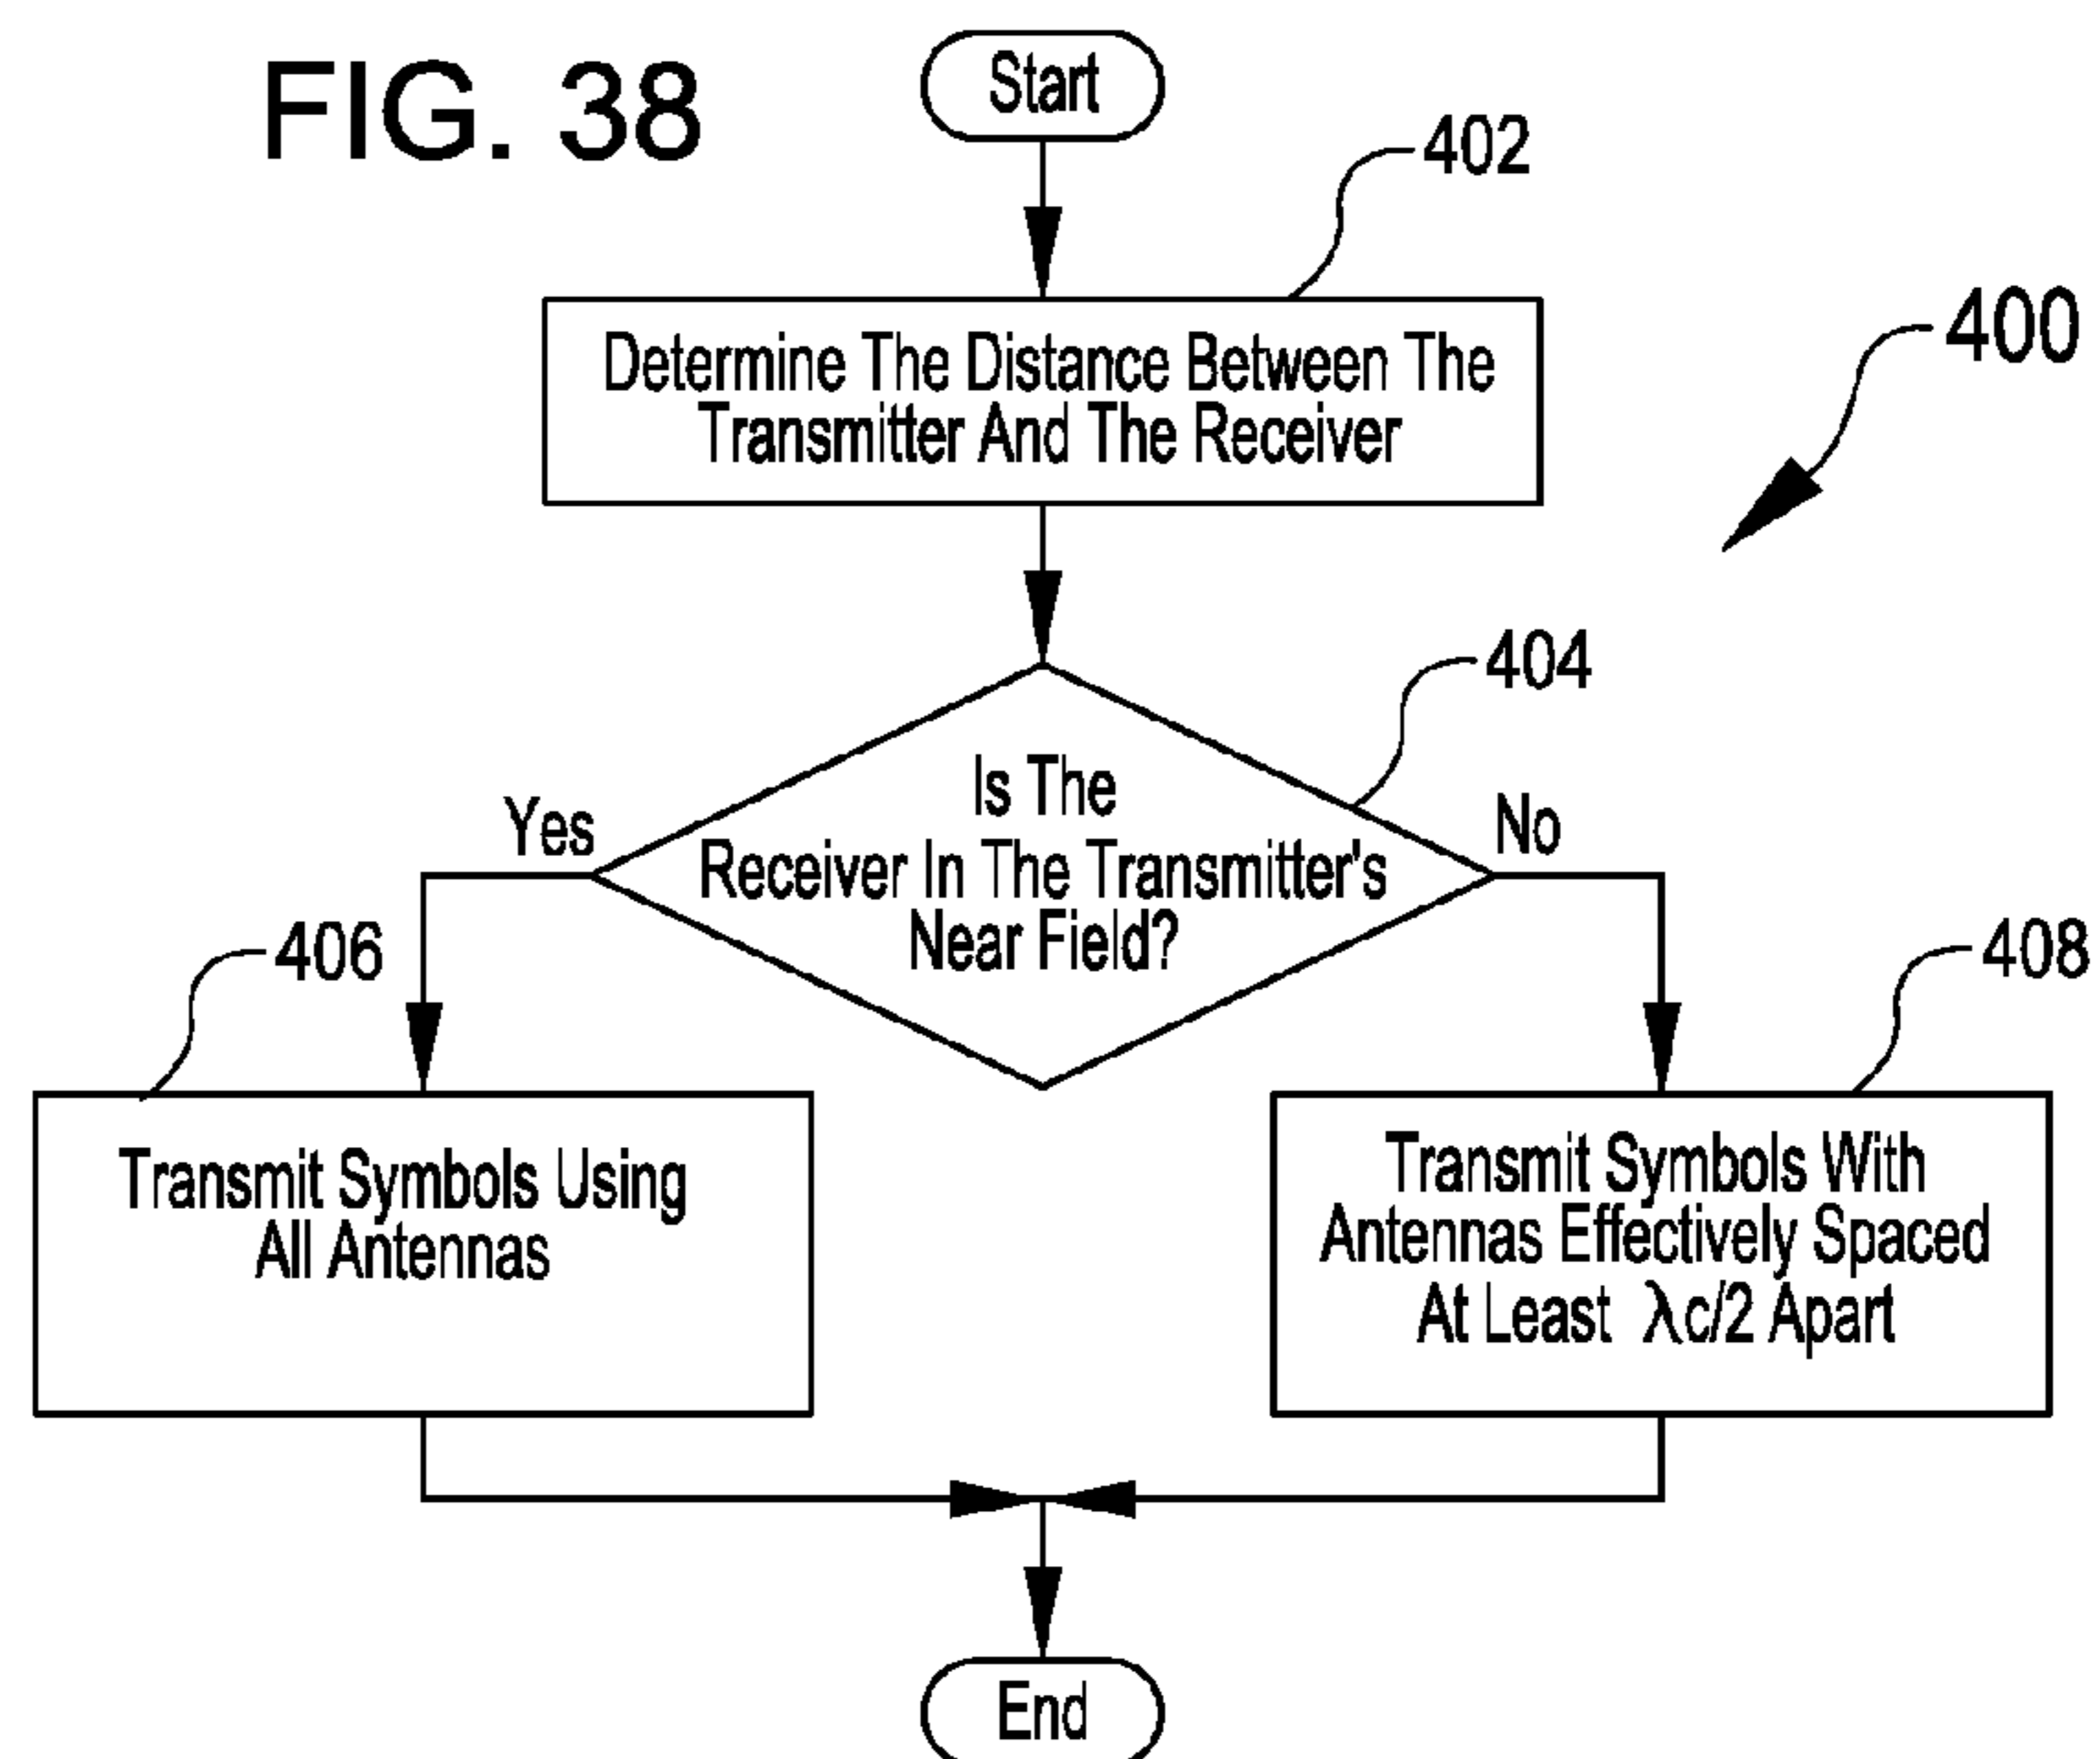 FIG. 38
Start
402
Determine The Distance Between The
Transmitter And The Receiver
400
404
Is The
Receiver In The Transmitter's
Near Field?
Yes
No
406
Transmit Symbols Using
All Antennas
408
Transmit Symbols With
Antennas Effectively Spaced
At Least λc/2 Apart
End